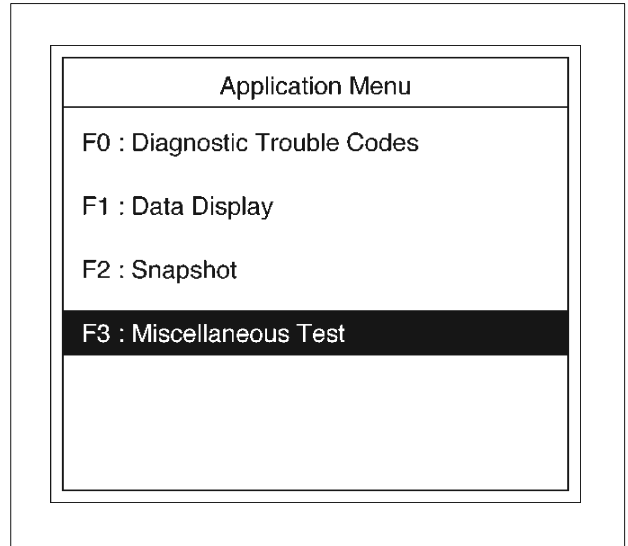 Application Menu
F0 : Diagnostic Trouble Codes
F1 : Data Display
F2 : Snapshot
F3 : Miscellaneous Test